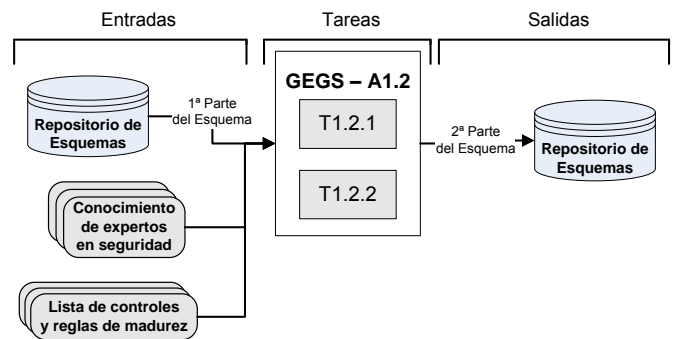 Entradas
Tareas
Salidas
Repositorio de
Esquemas
1ª Parte
del Esquema
GEGS – A1.2
T1.2.1
T1.2.2
2ª Parte
del Esquema
Repositorio de
Esquemas
Conocimiento
de expertos
en seguridad
Lista de controles
y reglas de madurez